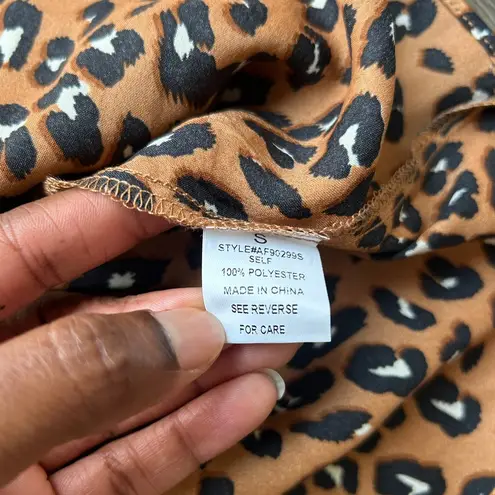 S
STYLE#AF90299S
SELF
100% POLYESTER
MADE IN CHINA
SEE REVERSE
FOR CARE